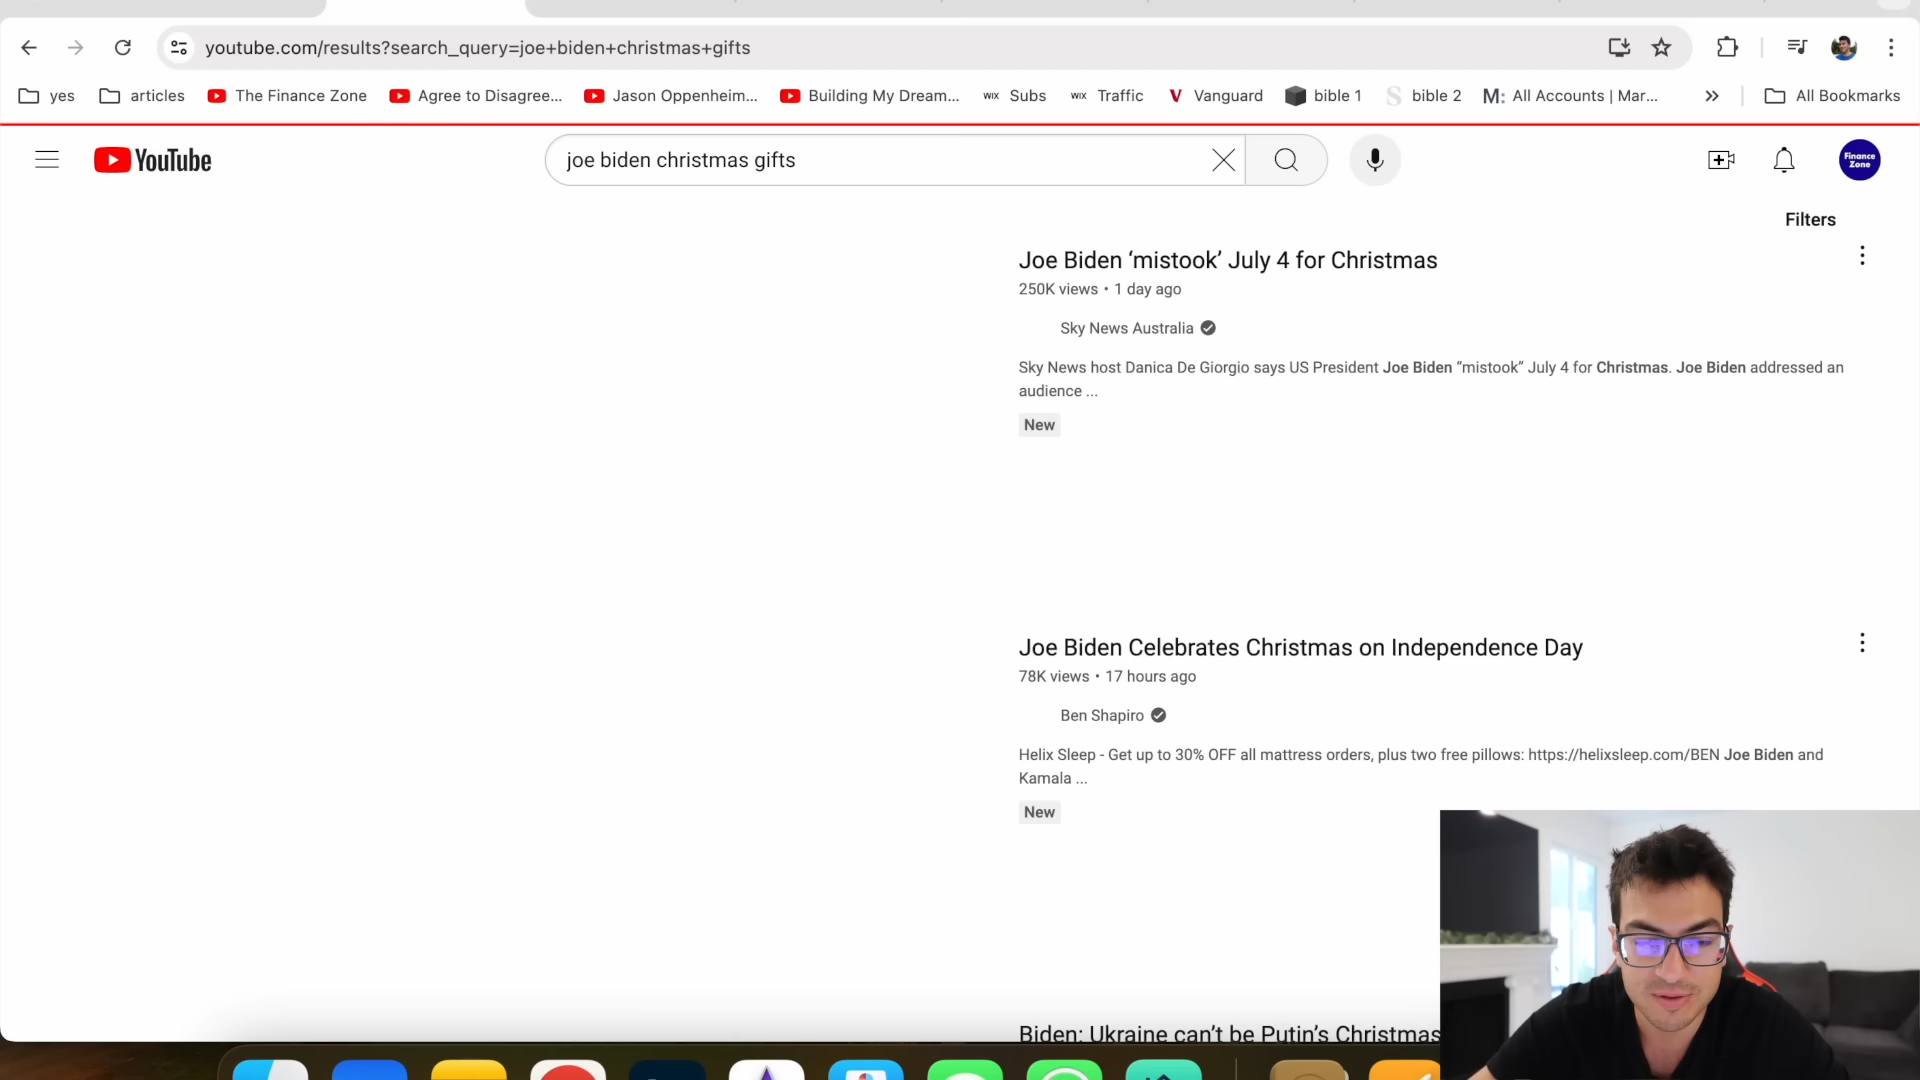 youtube.com/results?search_query=joe+biden+christmas+gifts
yes articles The Finance Zone Agree to Disagree... Jason Oppenheim... Building My Dream... WIX Subs WIX Traffic V Vanguard bible 1 S bible 2 M: All Accounts | Mar... » All Bookmarks
YouTube joe biden christmas gifts Finance Zone
Filters
Joe Biden ‘mistook’ July 4 for Christmas
250K views • 1 day ago
Sky News Australia
Sky News host Danica De Giorgio says US President Joe Biden “mistook” July 4 for Christmas. Joe Biden addressed an
audience ...
New
Joe Biden Celebrates Christmas on Independence Day
78K views • 17 hours ago
Ben Shapiro
Helix Sleep - Get up to 30% OFF all mattress orders, plus two free pillows: https://helixsleep.com/BEN Joe Biden and
Kamala ...
New
Biden: Ukraine can’t be Putin’s Christmas